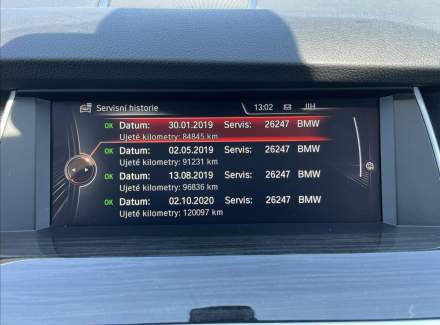 Servisní historie 13:02 JIH
OK Datum: 30.01.2019 Servis: 26247 BMW
Ujeté kilometry: 84845 km
OK Datum: 02.05.2019 Servis: 26247 BMW
Ujeté kilometry: 91231 km
OK Datum: 13.08.2019 Servis: 26247 BMW
Ujeté kilometry: 96836 km
OK Datum: 02.10.2020 Servis: 26247 BMW
Ujeté kilometry: 120097 km